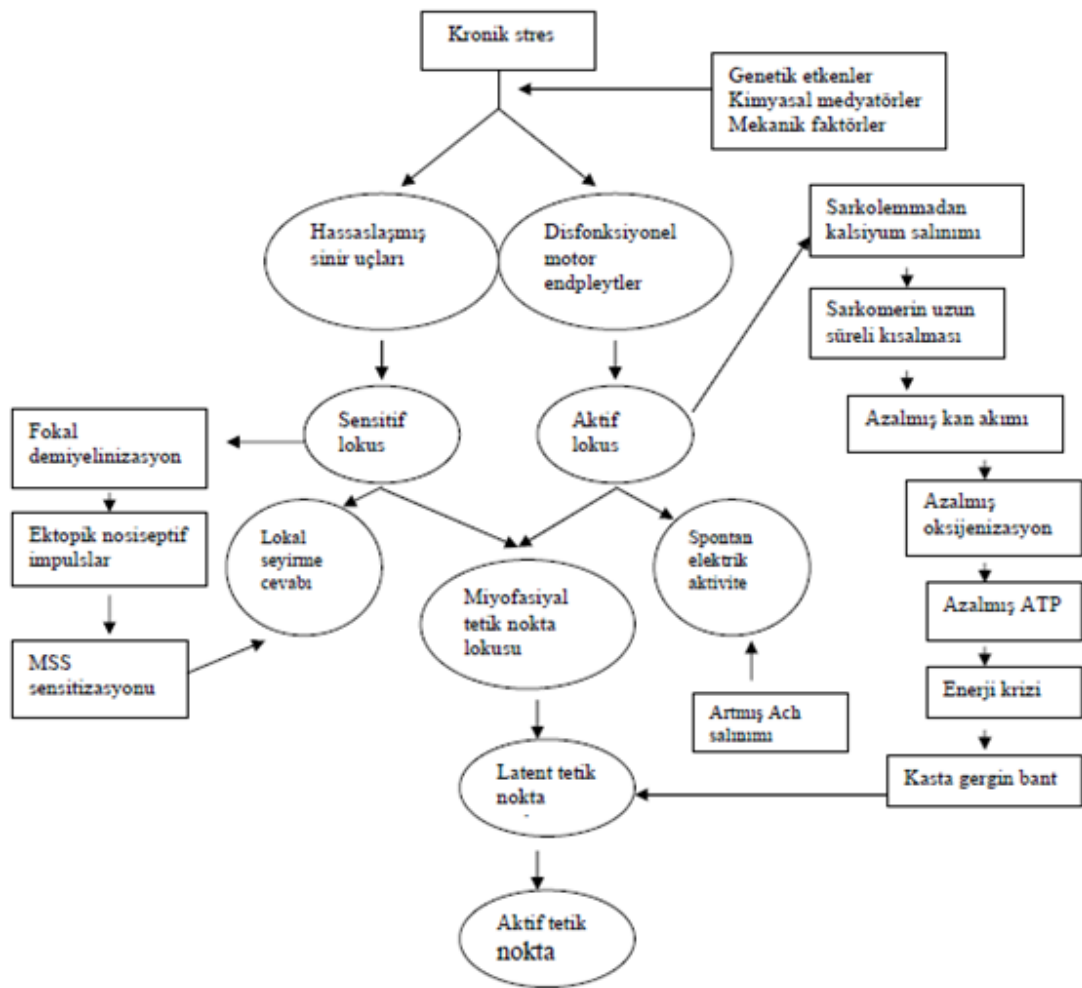 Kronik stres
Genetik etkenler
Kimyasal medyatörler
Mekanik faktörler
Hassaslaşmış
sinir uçları
Disfonksiyonel
motor
endpleytler
Sarkolemmadan
kalsiyum salınımı
Sarkomerin uzun
süreli kısalması
Sensitif
lokus
Aktif
lokus
Fokal
demiyelinizasyon
Azalmış kan akımı
Azalmış
oksijenizasyon
Ektopik nosiseptif
impulslar
Lokal
seyirme
cevabı
Spontan
elektrik
aktivite
Miyofasiyal
tetik nokta
lokusu
Azalmış ATP
MSS
sensitizasyonu
Enerji krizi
Artmış Ach
salınımı
Latent tetik
nokta
Kasta gergin bant
Aktif tetik
nokta